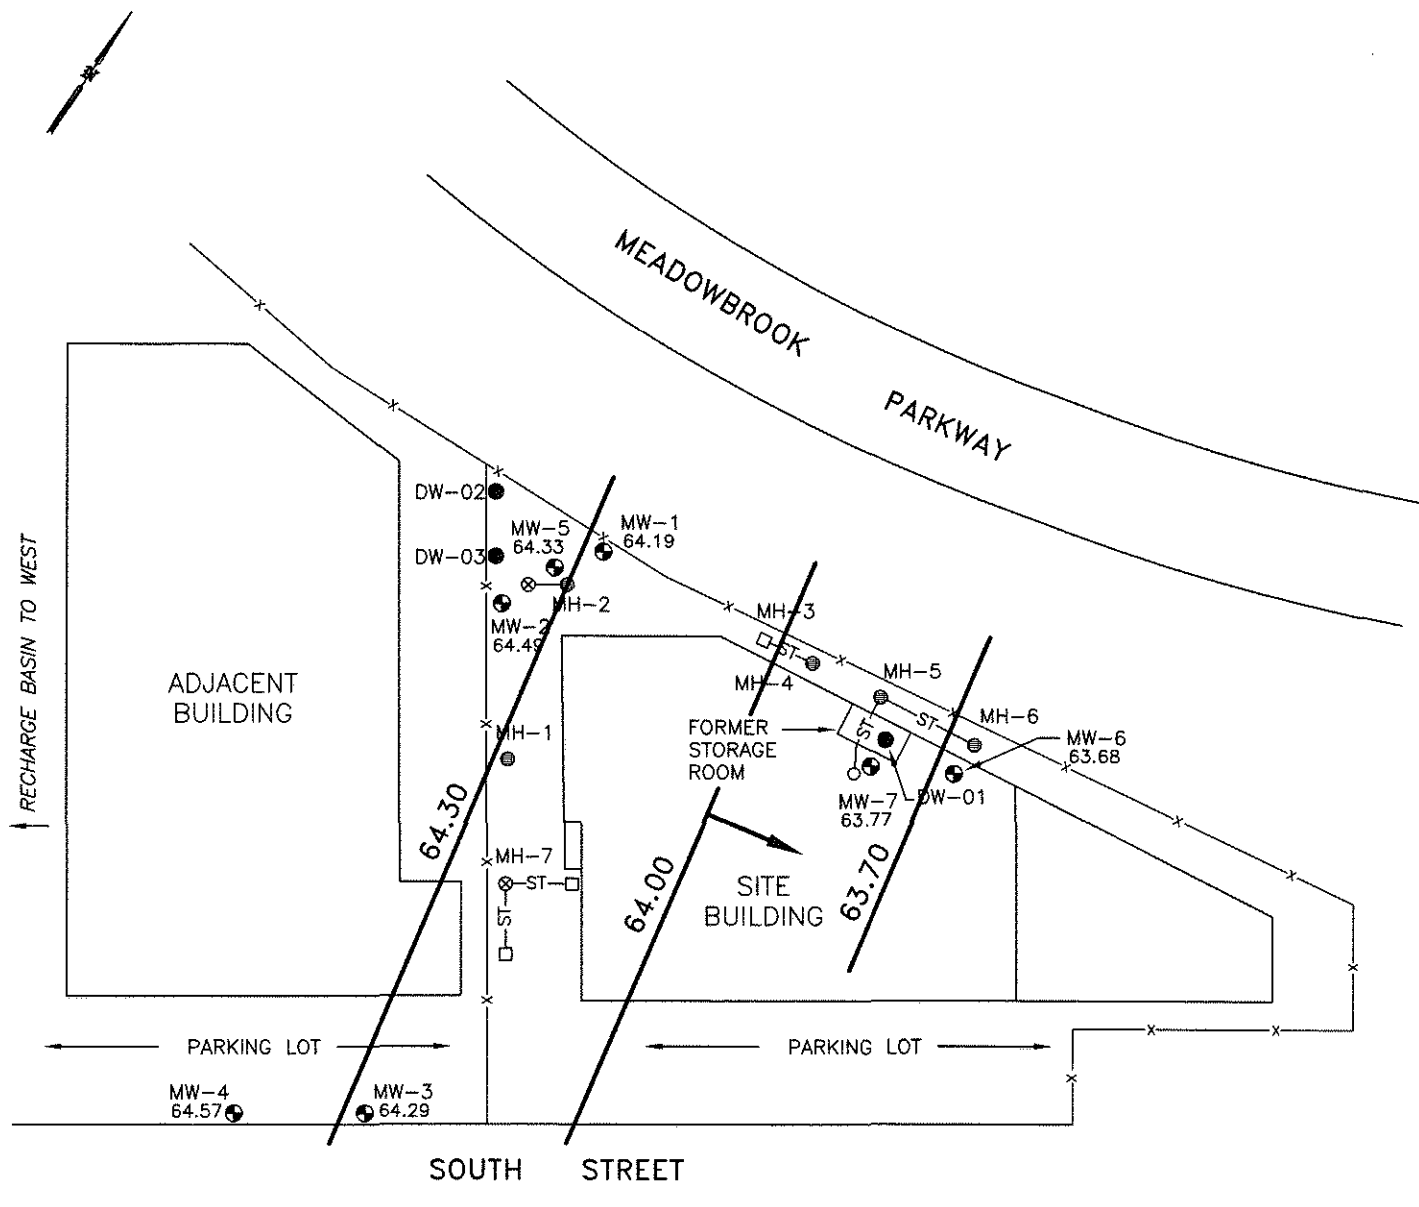 N
MEADOWBROOK
PARKWAY
DW-02
MW-5
64.33
MW-1
64.19
DW-03
MH-2
MW-2
64.49
MH-3
ST
MH-4
MH-5
ST
ST
MH-6
MW-6
63.68
FORMER
STORAGE
ROOM
MW-7
63.77
DW-01
RECHARGE BASIN TO WEST
ADJACENT
BUILDING
MH-1
64.30
MH-7
ST
ST
64.00
SITE
BUILDING
63.70
PARKING LOT
PARKING LOT
MW-4
64.57
MW-3
64.29
SOUTH STREET